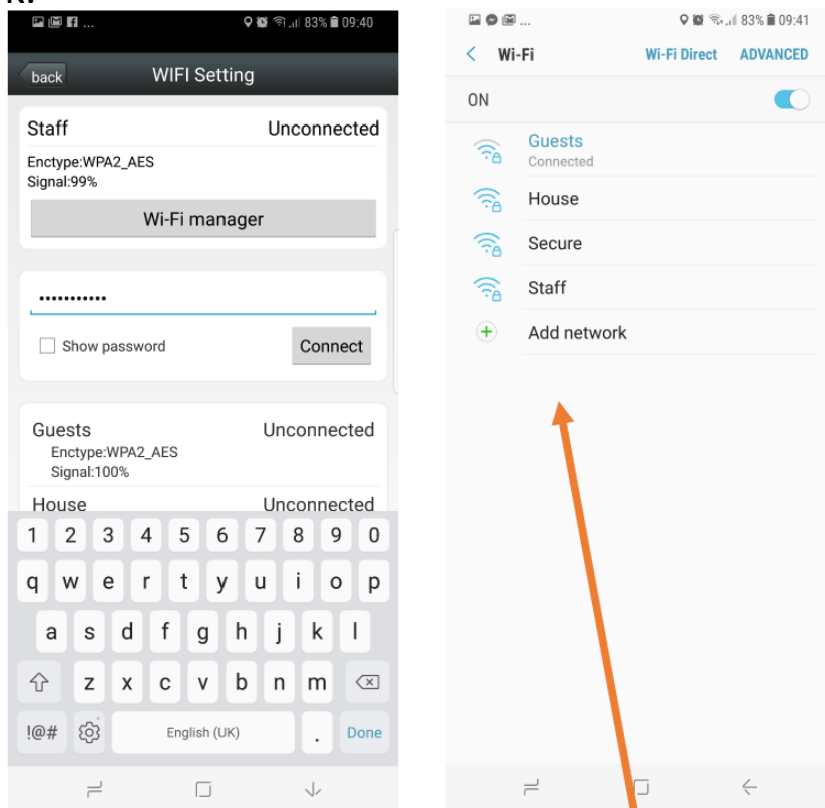 ... 83% 09:40
back WIFI Setting
Staff Unconnected
Enctype:WPA2_AES
Signal:99%
Wi-Fi manager
•••••••••••
Show password Connect
Guests Unconnected
Enctype:WPA2_AES
Signal:100%
House Unconnected
1 2 3 4 5 6 7 8 9 0
q w e r t y u i o p
a s d f g h j k l
z x c v b n m
!@# English (UK) . Done
... 83% 09:41
< Wi-Fi Wi-Fi Direct ADVANCED
ON
Guests
Connected
House
Secure
Staff
+ Add network